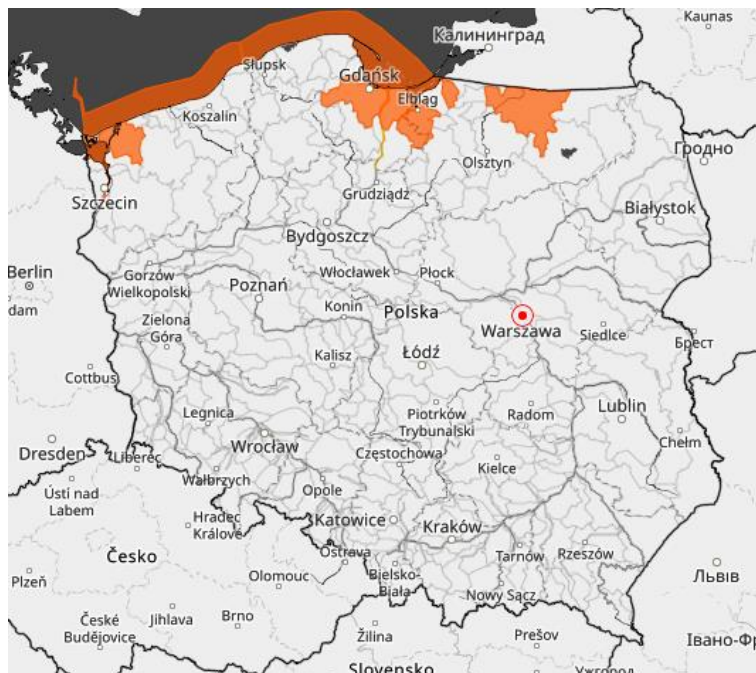 Kaunas
Калининград
Słupsk
Gdańsk
Elbląg
Koszalin
Гродно
Olsztyn
Szczecin
Grudziądz
Białystok
Bydgoszcz
Berlin
Gorzów
Wielkopolski
Włocławek
Płock
dam
Poznań
Konin
Polska
Warszawa
Siedlce
Брест
Zielona
Góra
Kalisz
Łódź
Cottbus
Legnica
Piotrków
Trybunalski
Radom
Lublin
Wrocław
Chełm
Dresden
Liberec
Częstochowa
Kielce
Wałbrzych
Ústí nad
Labem
Opole
Hradec
Králové
Katowice
Kraków
Česko
Ostrava
Tarnów
Rzeszów
Plzeň
Olomouc
Bielsko-
Biała
Nowy Sącz
Львів
České
Budějovice
Jihlava
Brno
Žilina
Prešov
Івано-Фр
Slovensko
Ужгород